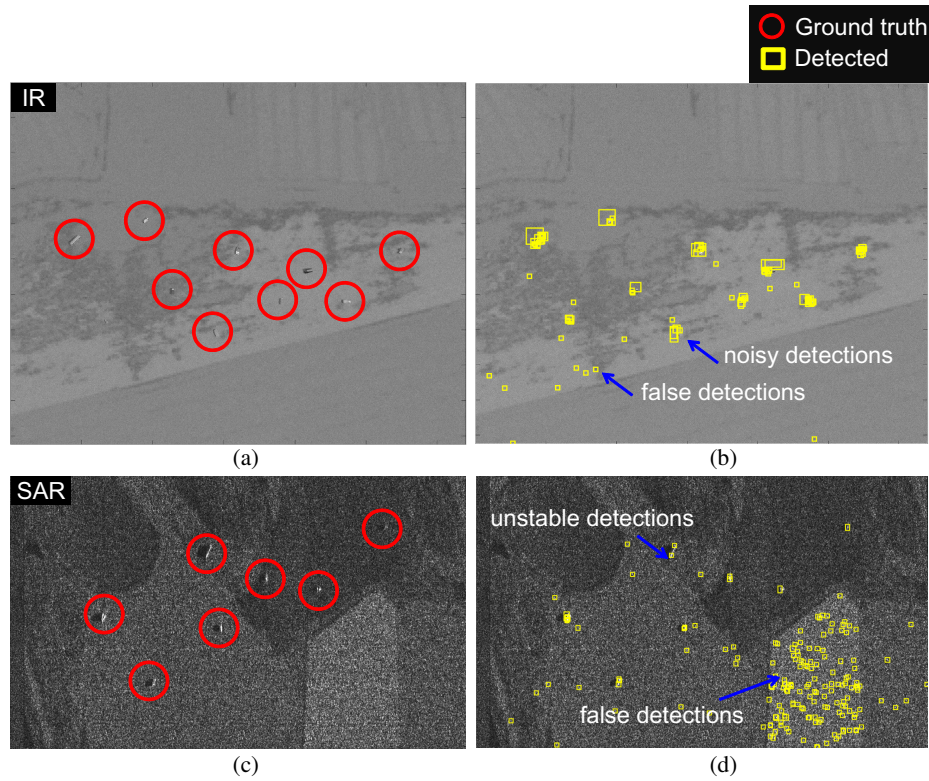 Ground truth
Detected
IR
noisy detections
false detections
(a)
(b)
SAR
unstable detections
false detections
(c)
(d)